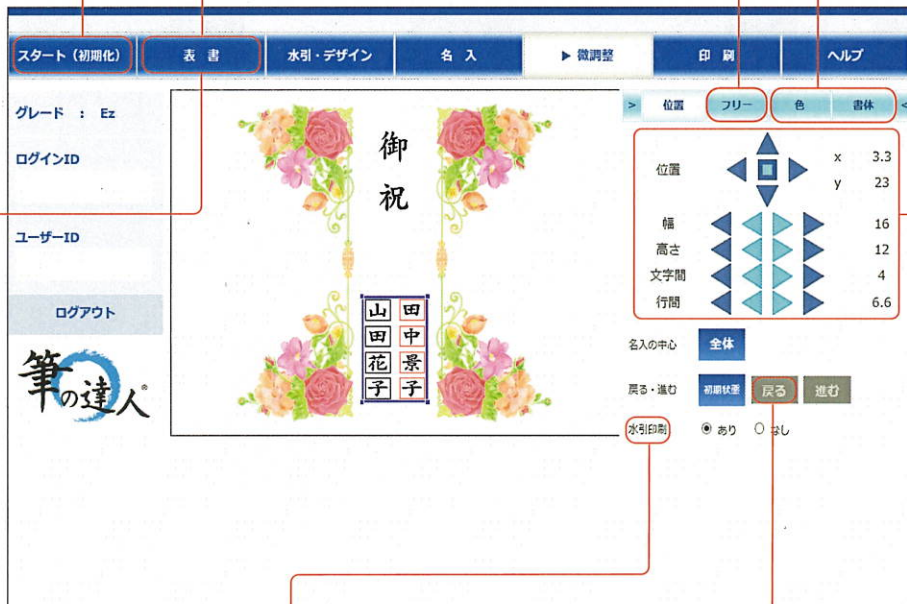 スタート（初期化）
表 書
水引・デザイン
名 入
▶ 微調整
印 刷
ヘルプ
グレード ： Ez
ログインID
ユーザーID
ログアウト
筆の達人®
御祝
田中景子
山田花子
> 位置 フリー 色 書体 <
位置
x 3.3
y 23
幅 16
高さ 12
文字間 4
行間 6.6
名入の中心 全体
戻る・進む 初期状態 戻る 進む
水引印刷 あり なし